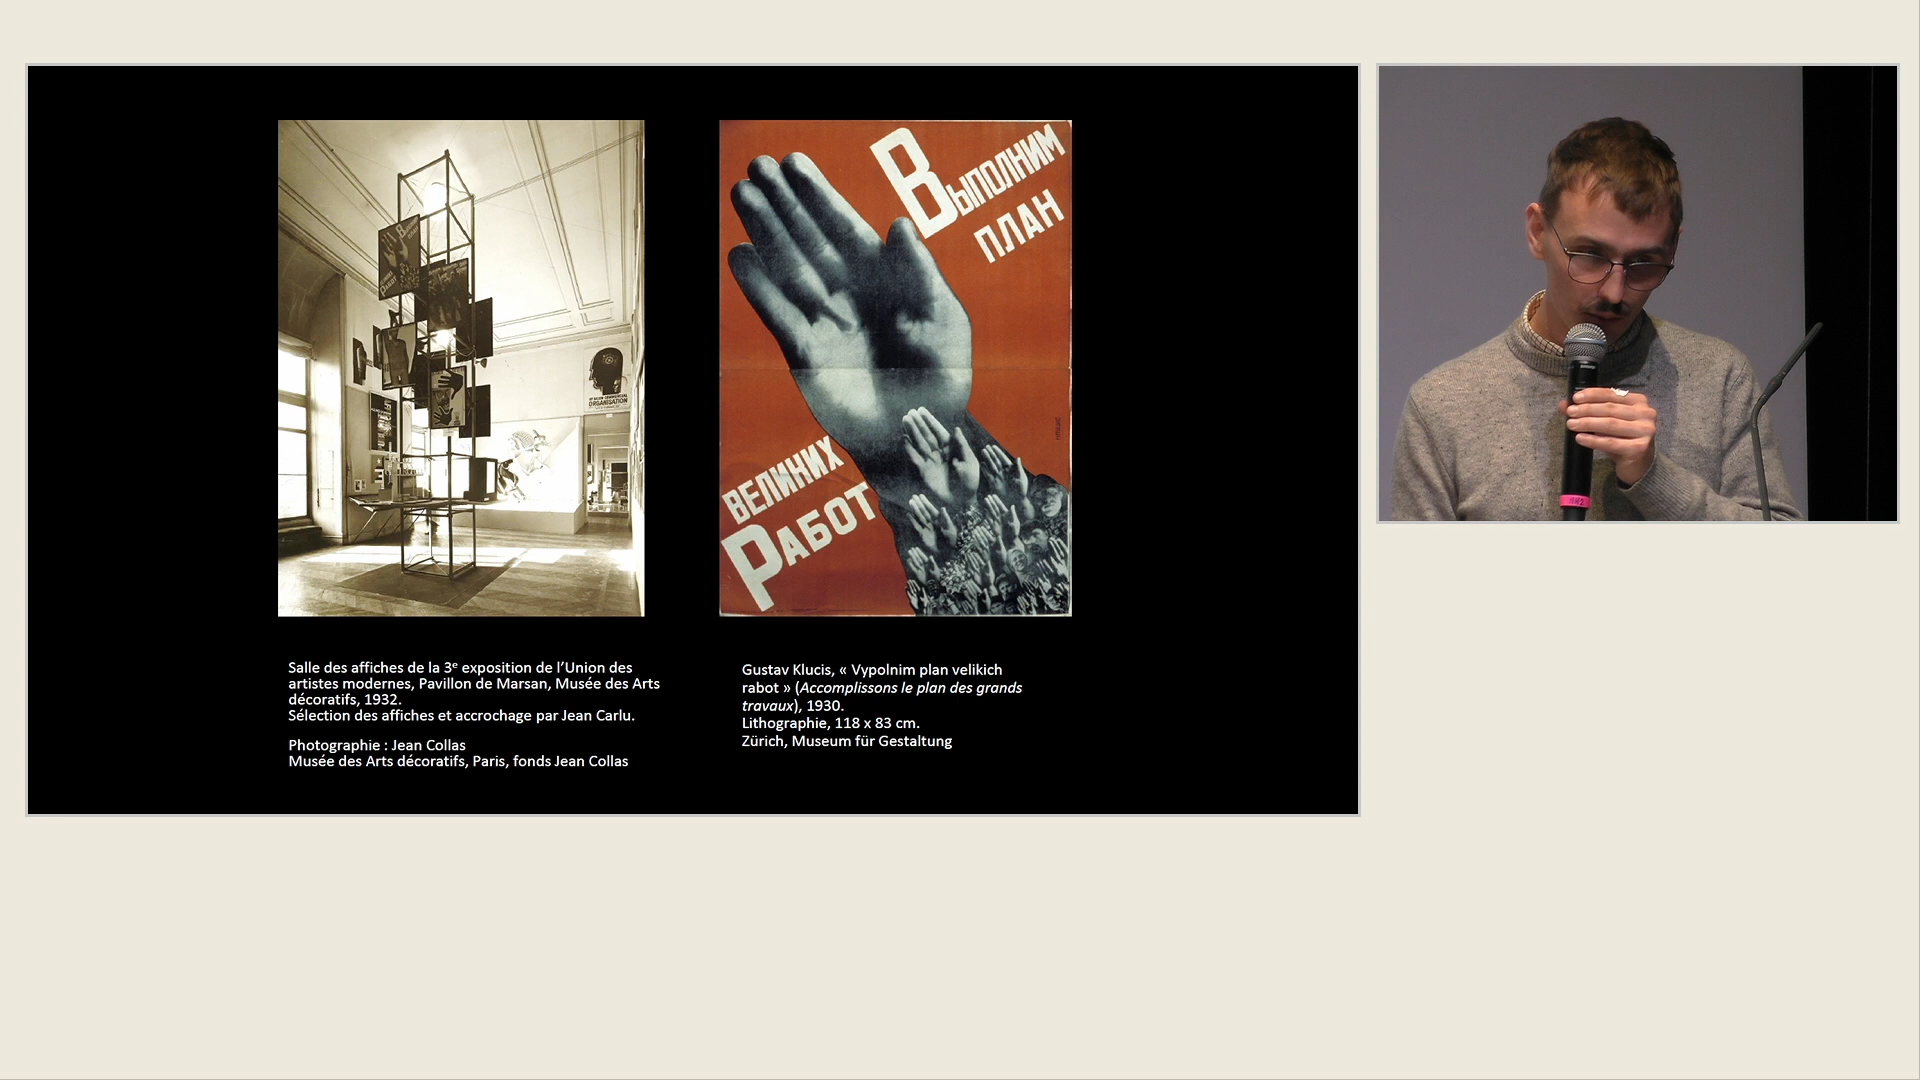 Выполним
план
великих
Работ
ORGANISATION
Salle des affiches de la 3e exposition de l’Union des
artistes modernes, Pavillon de Marsan, Musée des Arts
décoratifs, 1932.
Sélection des affiches et accrochage par Jean Carlu.
Photographie : Jean Collas
Musée des Arts décoratifs, Paris, fonds Jean Collas
Gustav Klucis, « Vypolnim plan velikich
rabot » (Accomplissons le plan des grands
travaux), 1930.
Lithographie, 118 x 83 cm.
Zürich, Museum für Gestaltung